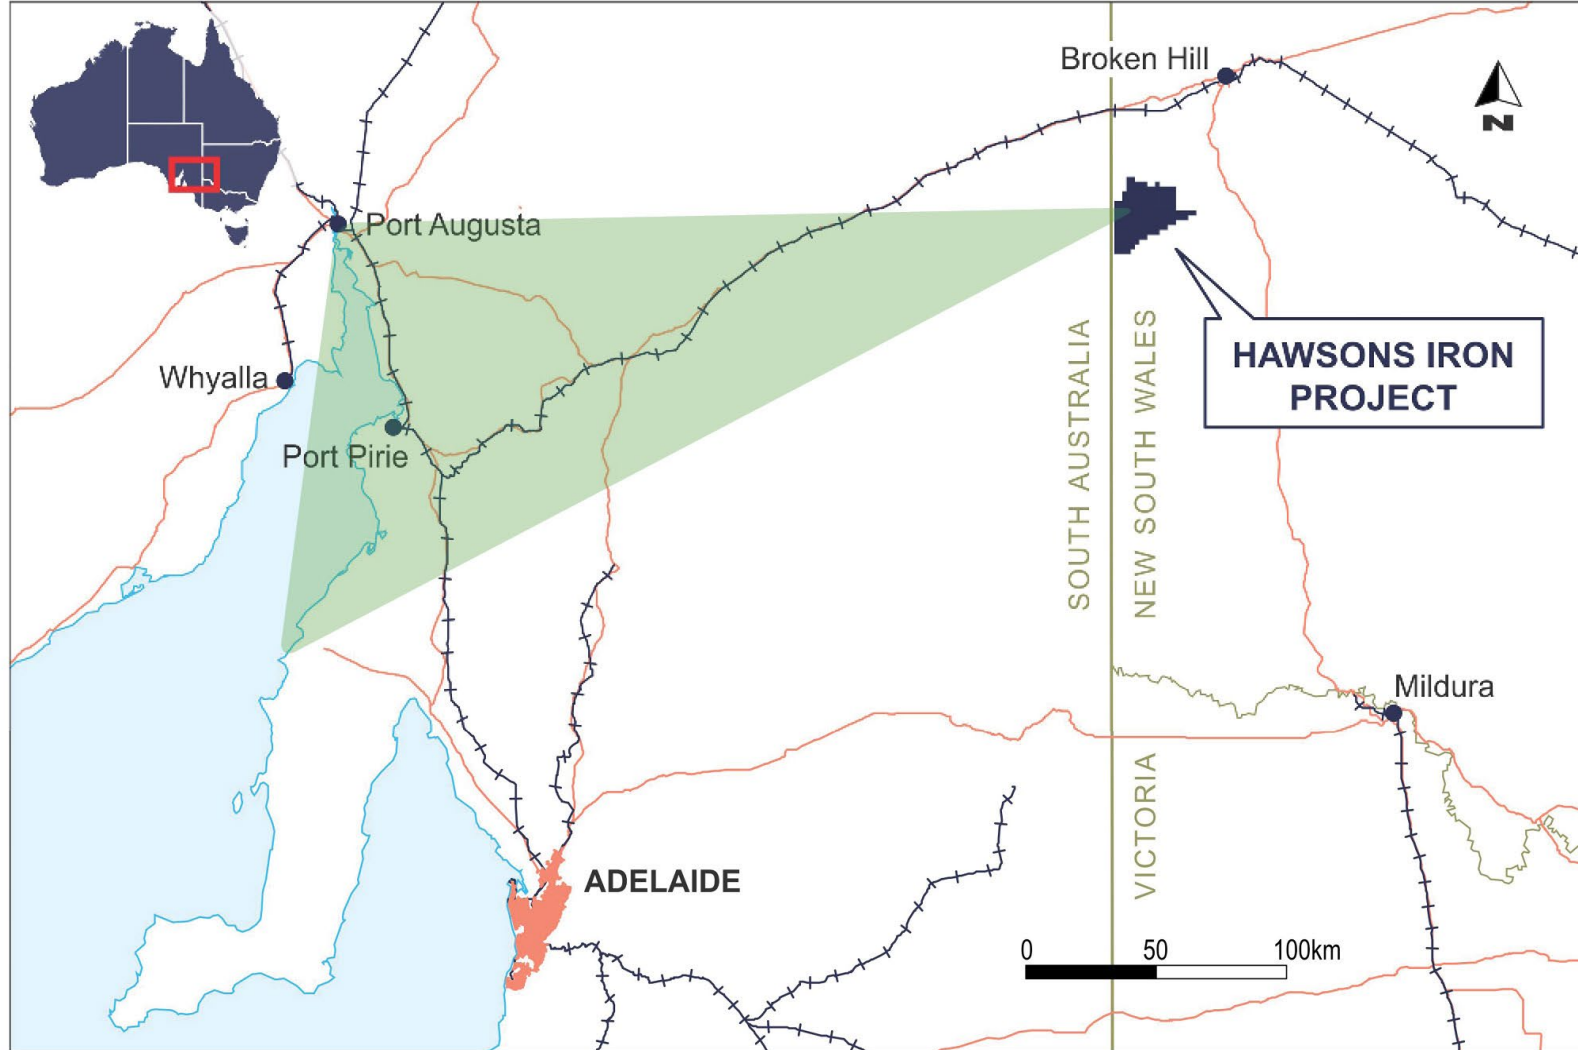 Broken Hill
N
Port Augusta
Whyalla
Port Pirie
HAWSONS IRON
PROJECT
SOUTH AUSTRALIA
NEW SOUTH WALES
Mildura
VICTORIA
ADELAIDE
0 50 100km